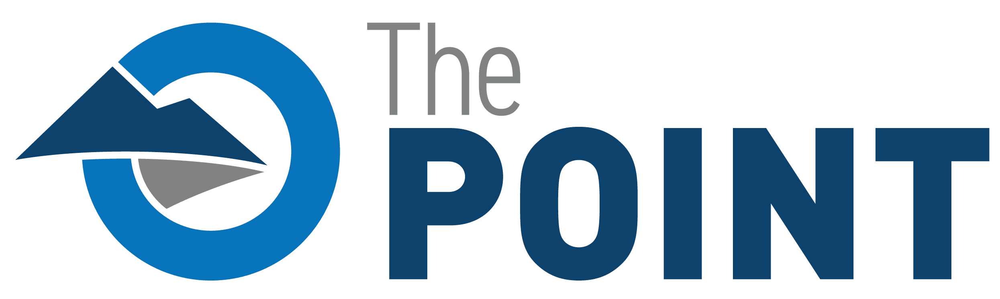 The
POINT